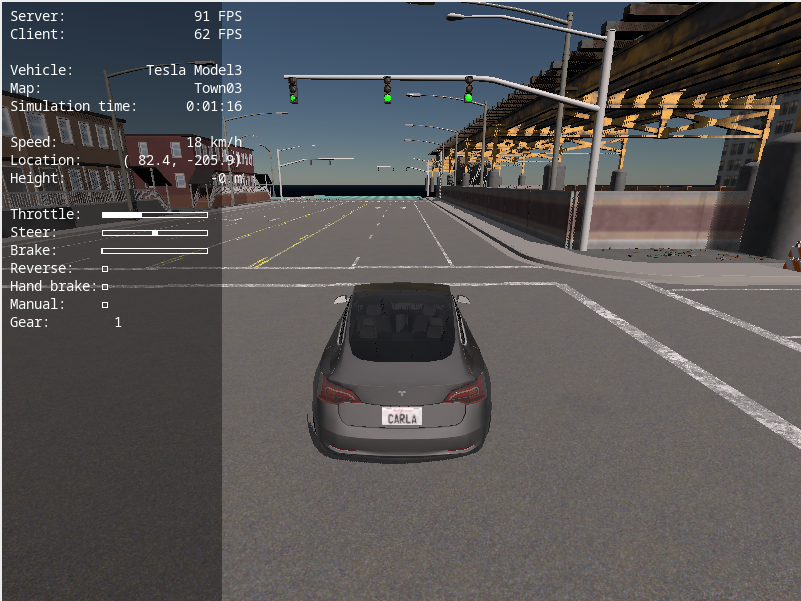 Server: 91 FPS
Client: 62 FPS
Vehicle: Tesla Model3
Map: Town03
Simulation time: 0:01:16
Speed: 18 km/h
Location: ( 82.4, -205.9)
Height: -0 m
Throttle:
Steer:
Brake:
Reverse:
Hand brake:
Manual:
Gear: 1
CARLA